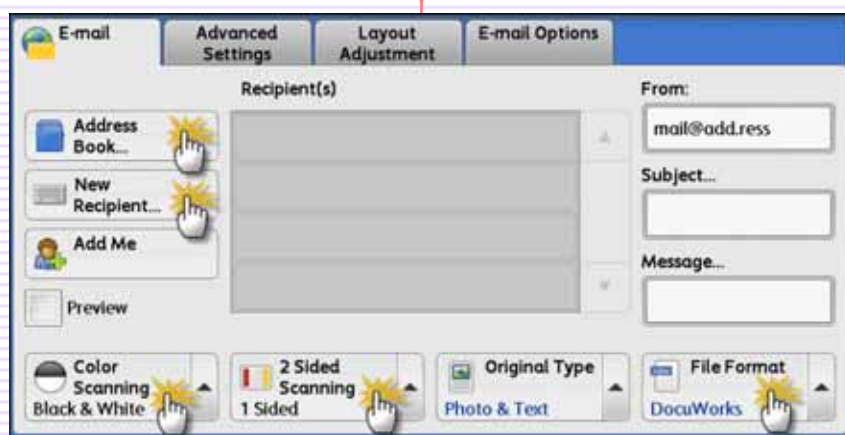 E-mail
Advanced
Settings
Layout
Adjustment
E-mail Options
Recipient(s)
From:
Address
Book...
mail@add.ress
New
Recipient...
Subject...
Add Me
Message...
Preview
Color
Scanning
Black & White
2 Sided
Scanning
1 Sided
Original Type
Photo & Text
File Format
DocuWorks